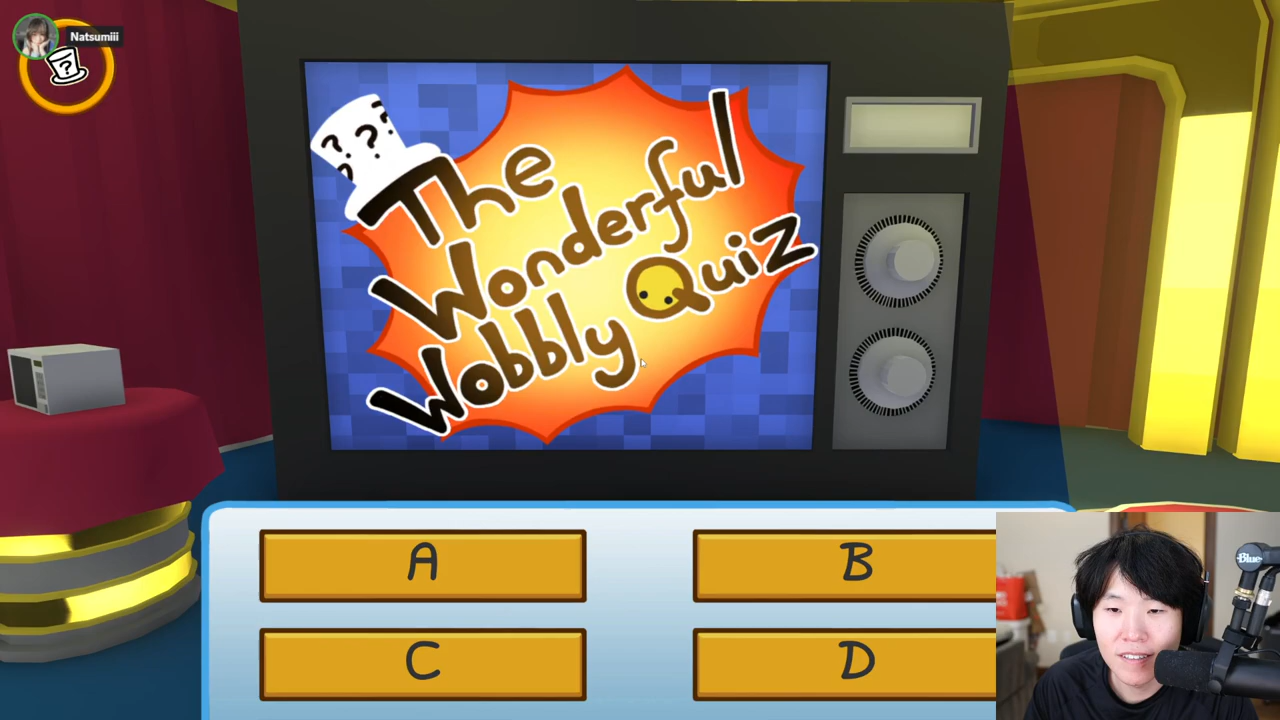 Natsumiii
?
? ? ?
The
Wonderful
Wobbly Quiz
A
B
C
D
Blue